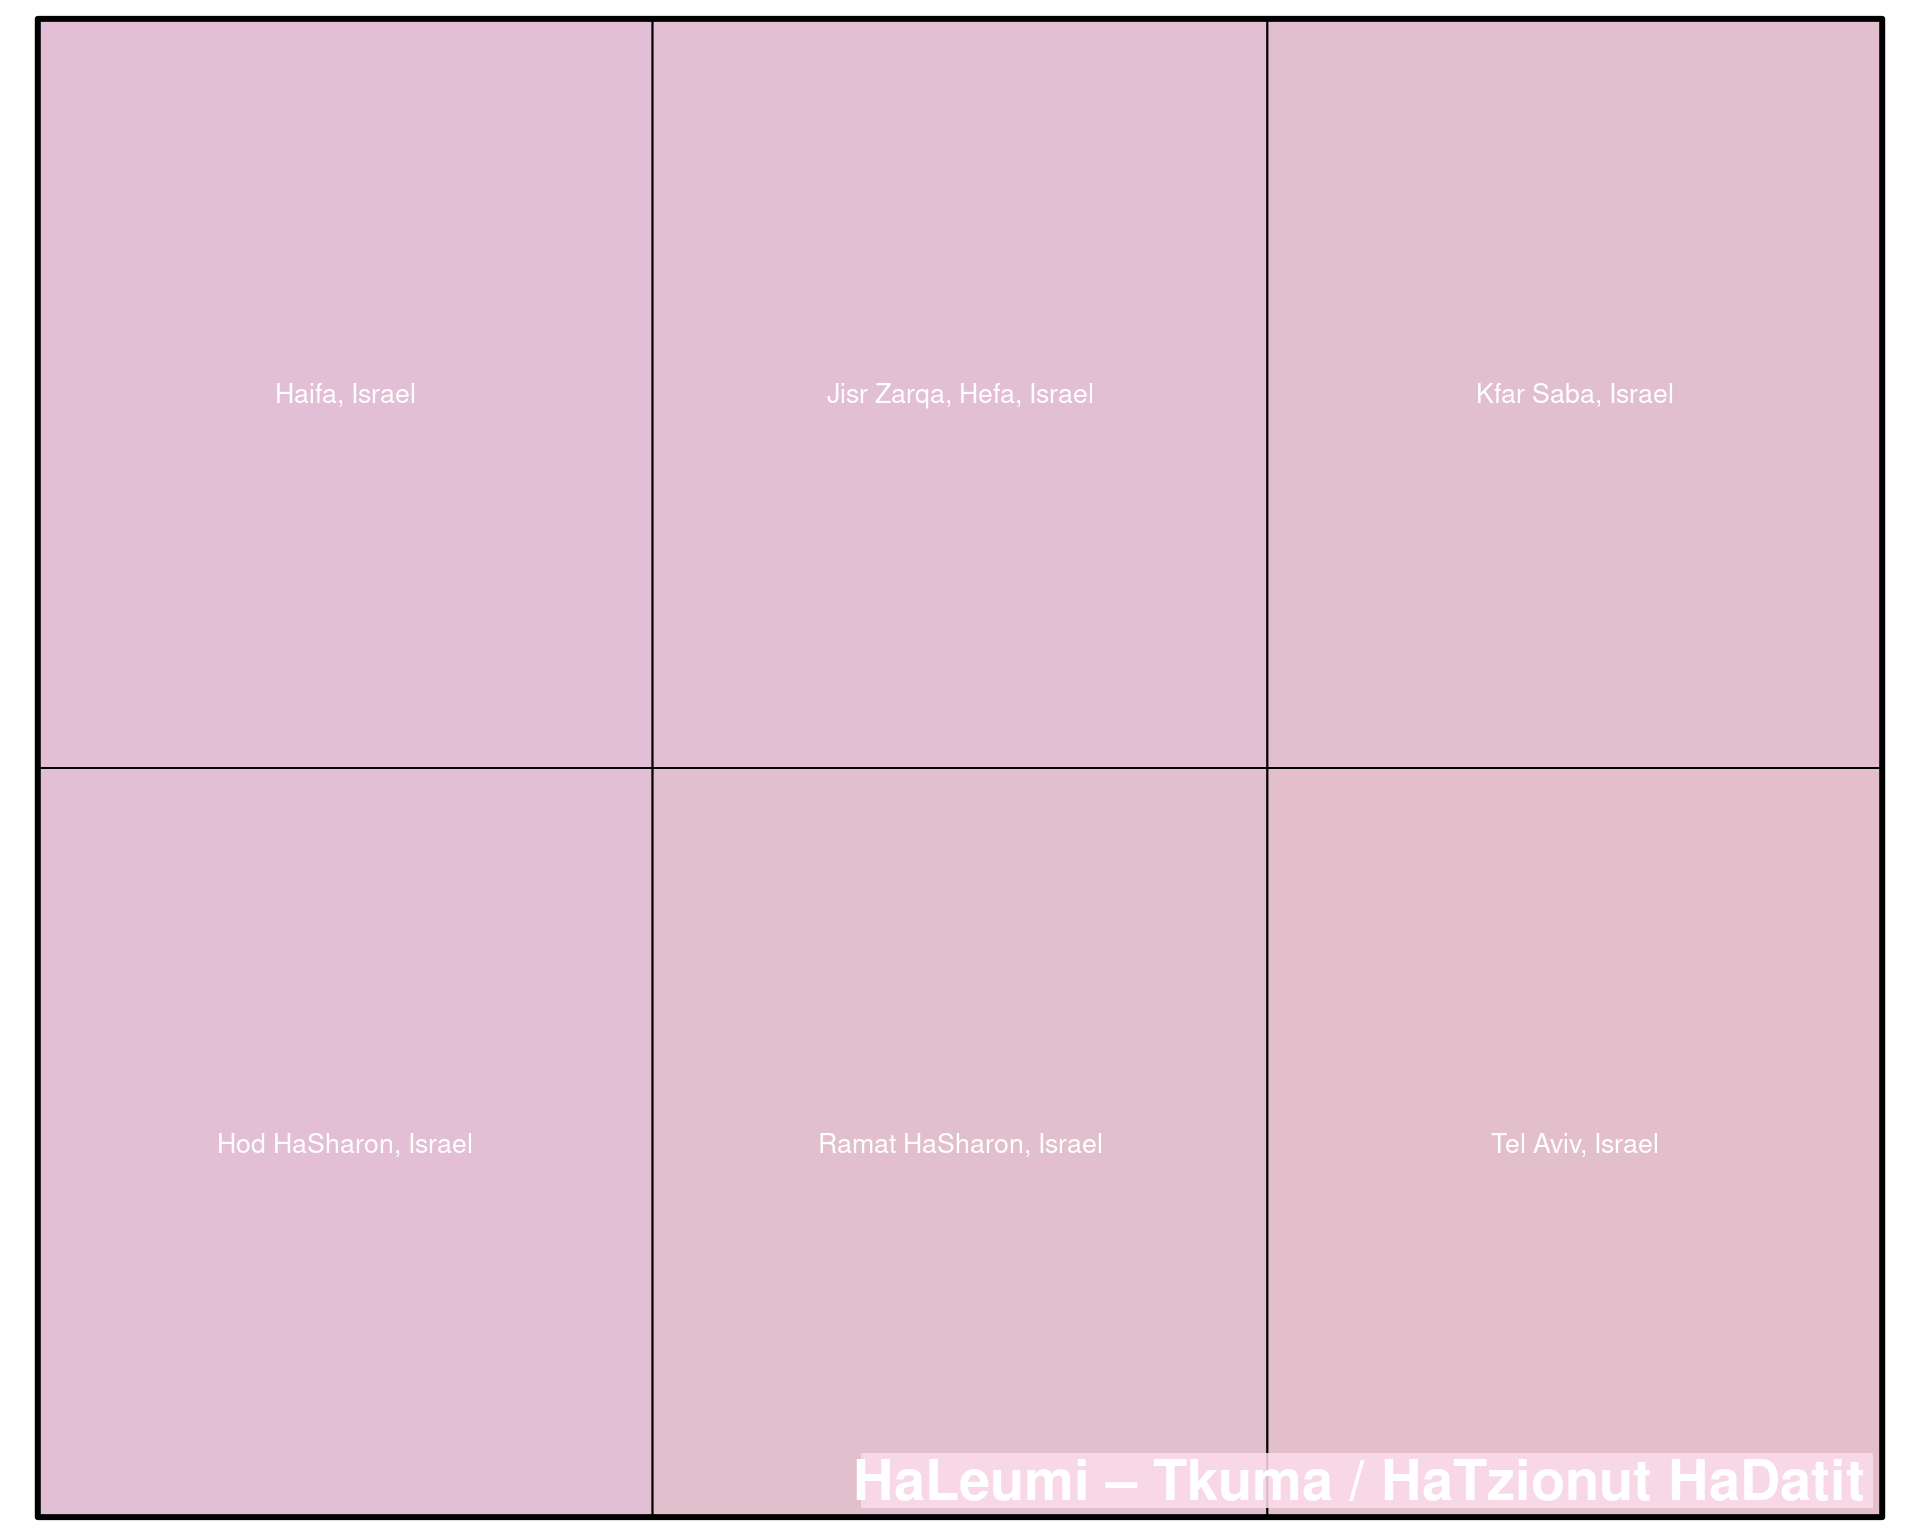 Haifa, Israel
Jisr Zarqa, Hefa, Israel
Kfar Saba, Israel
Hod HaSharon, Israel
Ramat HaSharon, Israel
Tel Aviv, Israel
HaLeumi – Tkuma / HaTzionut HaDatit